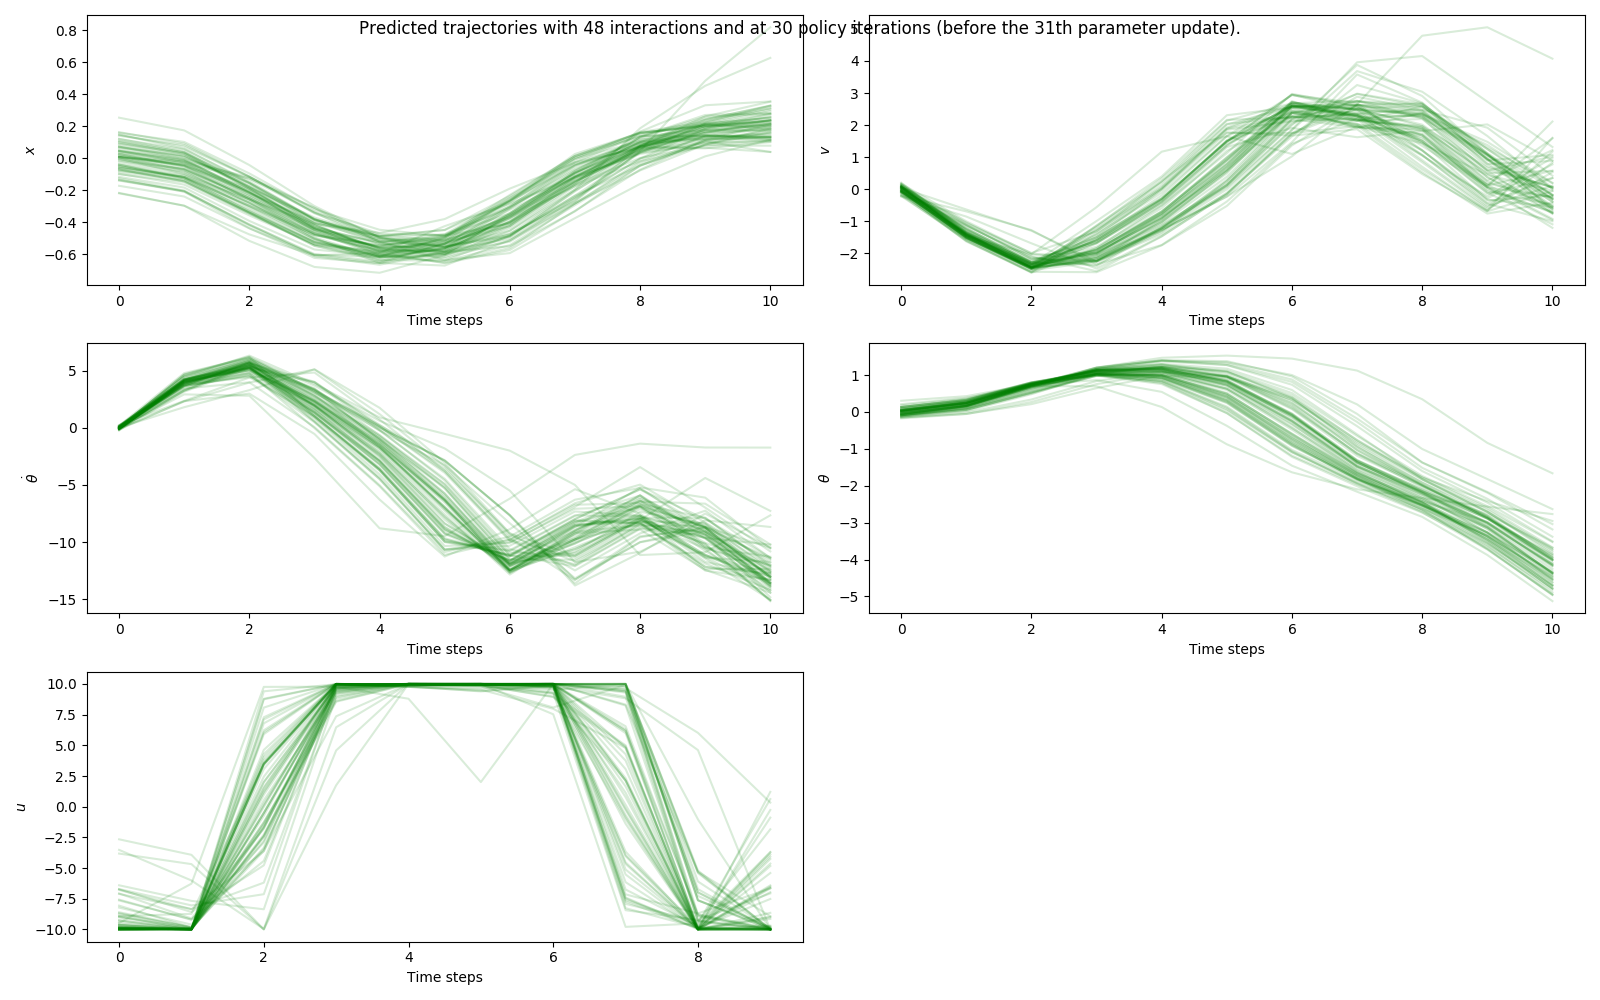 Predicted trajectories with 48 interactions and at 30 policy iterations (before the 31th parameter update).
0.8
0.6
0.4
0.2
0.0
−0.2
−0.4
−0.6
x
0 2 4 6 8 10
Time steps
5
4
3
2
1
0
−1
−2
v
0 2 4 6 8 10
Time steps
5
0
−5
−10
−15
θ̇
0 2 4 6 8 10
Time steps
1
0
−1
−2
−3
−4
−5
θ
0 2 4 6 8 10
Time steps
10.0
7.5
5.0
2.5
0.0
−2.5
−5.0
−7.5
−10.0
u
0 2 4 6 8
Time steps